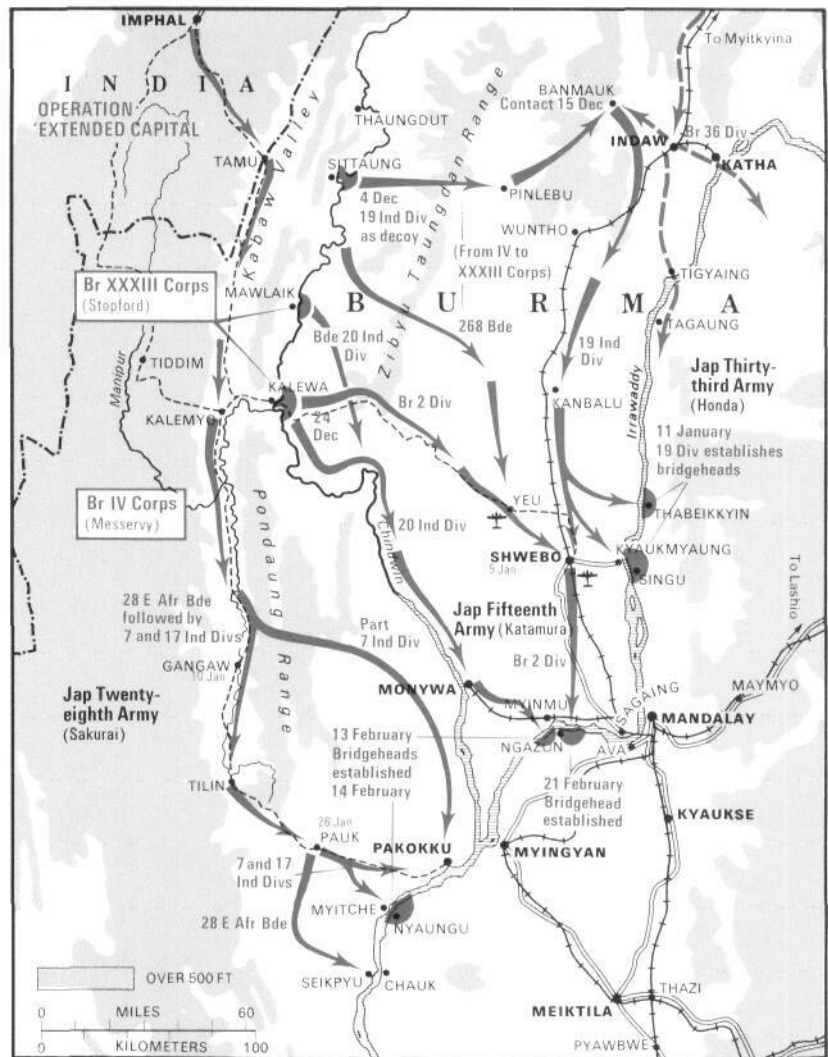 IMPHAL
To Myitkyina
INDIA
OPERATION
'EXTENDED CAPITAL
BANMAUK
Contact 15 Dec
THAUNGDUT
Br 36 Div
INDAW
KATHA
TAMU
Kabaw Valley
SITTAUNG
4 Dec
19 Ind Div
as decoy
PINLEBU
Zibyu Taungdan Range
(From IV to
XXXIII Corps)
WUNTHO
Br XXXIII Corps
(Stopford)
MAWLAIK
BURMA
TIGYAING
TAGAUNG
Bde 20 Ind
Div
268 Bde
19 Ind
Div
Manipur
TIDDIM
Jap Thirty-
third Army
(Honda)
Irrawaddy
KALEWA
KALEMYO
Br 2 Div
KANBALU
24
Dec
11 January
19 Div establishes
bridgeheads
Br IV Corps
(Messervy)
YEU
THABEIKKYIN
Pondaung Range
Chindwin
20 Ind Div
SHWEBO
5 Jan
KYAUKMYAUNG
SINGU
To Lashio
28 E Afr Bde
followed by
7 and 17 Ind Divs
Part
7 Ind Div
Jap Fifteenth
Army (Katamura)
Br 2 Div
GANGAW
10 Jan
Jap Twenty-
eighth Army
(Sakurai)
MONYWA
MYINMU
SAGAING
MAYMYO
MANDALAY
NGAZUN
AVA
13 February
Bridgeheads
established
14 February
TILIN
21 February
Bridgehead
established
KYAUKSE
26 Jan
PAUK
PAKOKKU
MYINGYAN
7 and 17
Ind Divs
MYITCHE
NYAUNGU
28 E Afr Bde
SEIKPYU
CHAUK
OVER 500 FT
MEIKTILA
THAZI
PYAWBWE
0 MILES 60
0 KILOMETERS 100